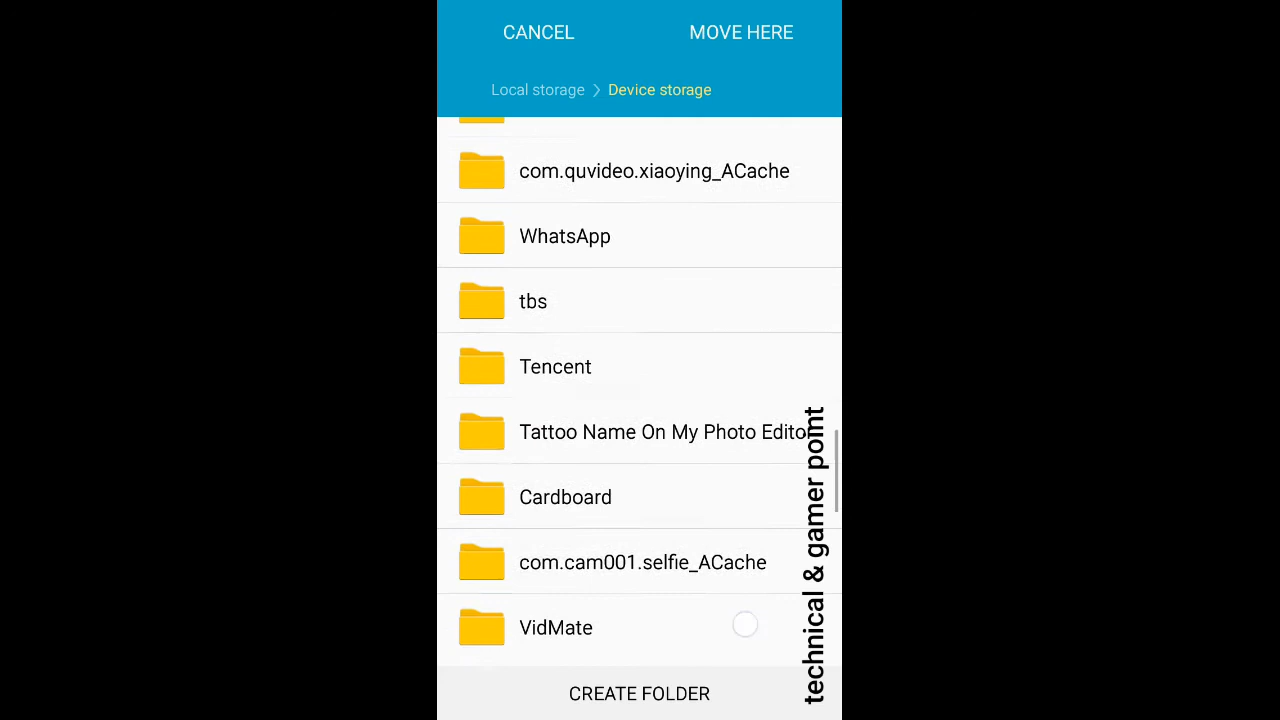 CANCEL
MOVE HERE
Local storage > Device storage
com.quvideo.xiaoying_ACache
WhatsApp
tbs
Tencent
Tattoo Name On My Photo Editor
Cardboard
com.cam001.selfie_ACache
VidMate
CREATE FOLDER
technical & gamer point